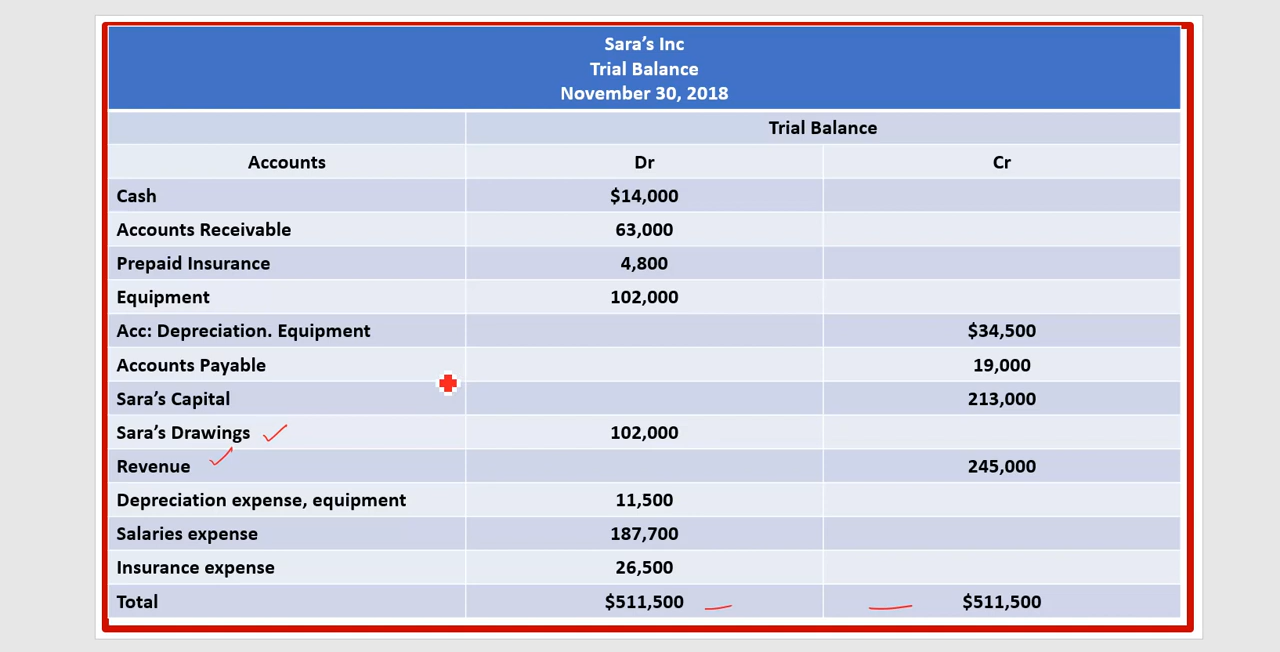 Sara’s Inc
Trial Balance
November 30, 2018
Trial Balance
Accounts Dr Cr
Cash $14,000
Accounts Receivable 63,000
Prepaid Insurance 4,800
Equipment 102,000
Acc: Depreciation. Equipment $34,500
Accounts Payable 19,000
Sara’s Capital 213,000
Sara’s Drawings 102,000
Revenue 245,000
Depreciation expense, equipment 11,500
Salaries expense 187,700
Insurance expense 26,500
Total $511,500 $511,500